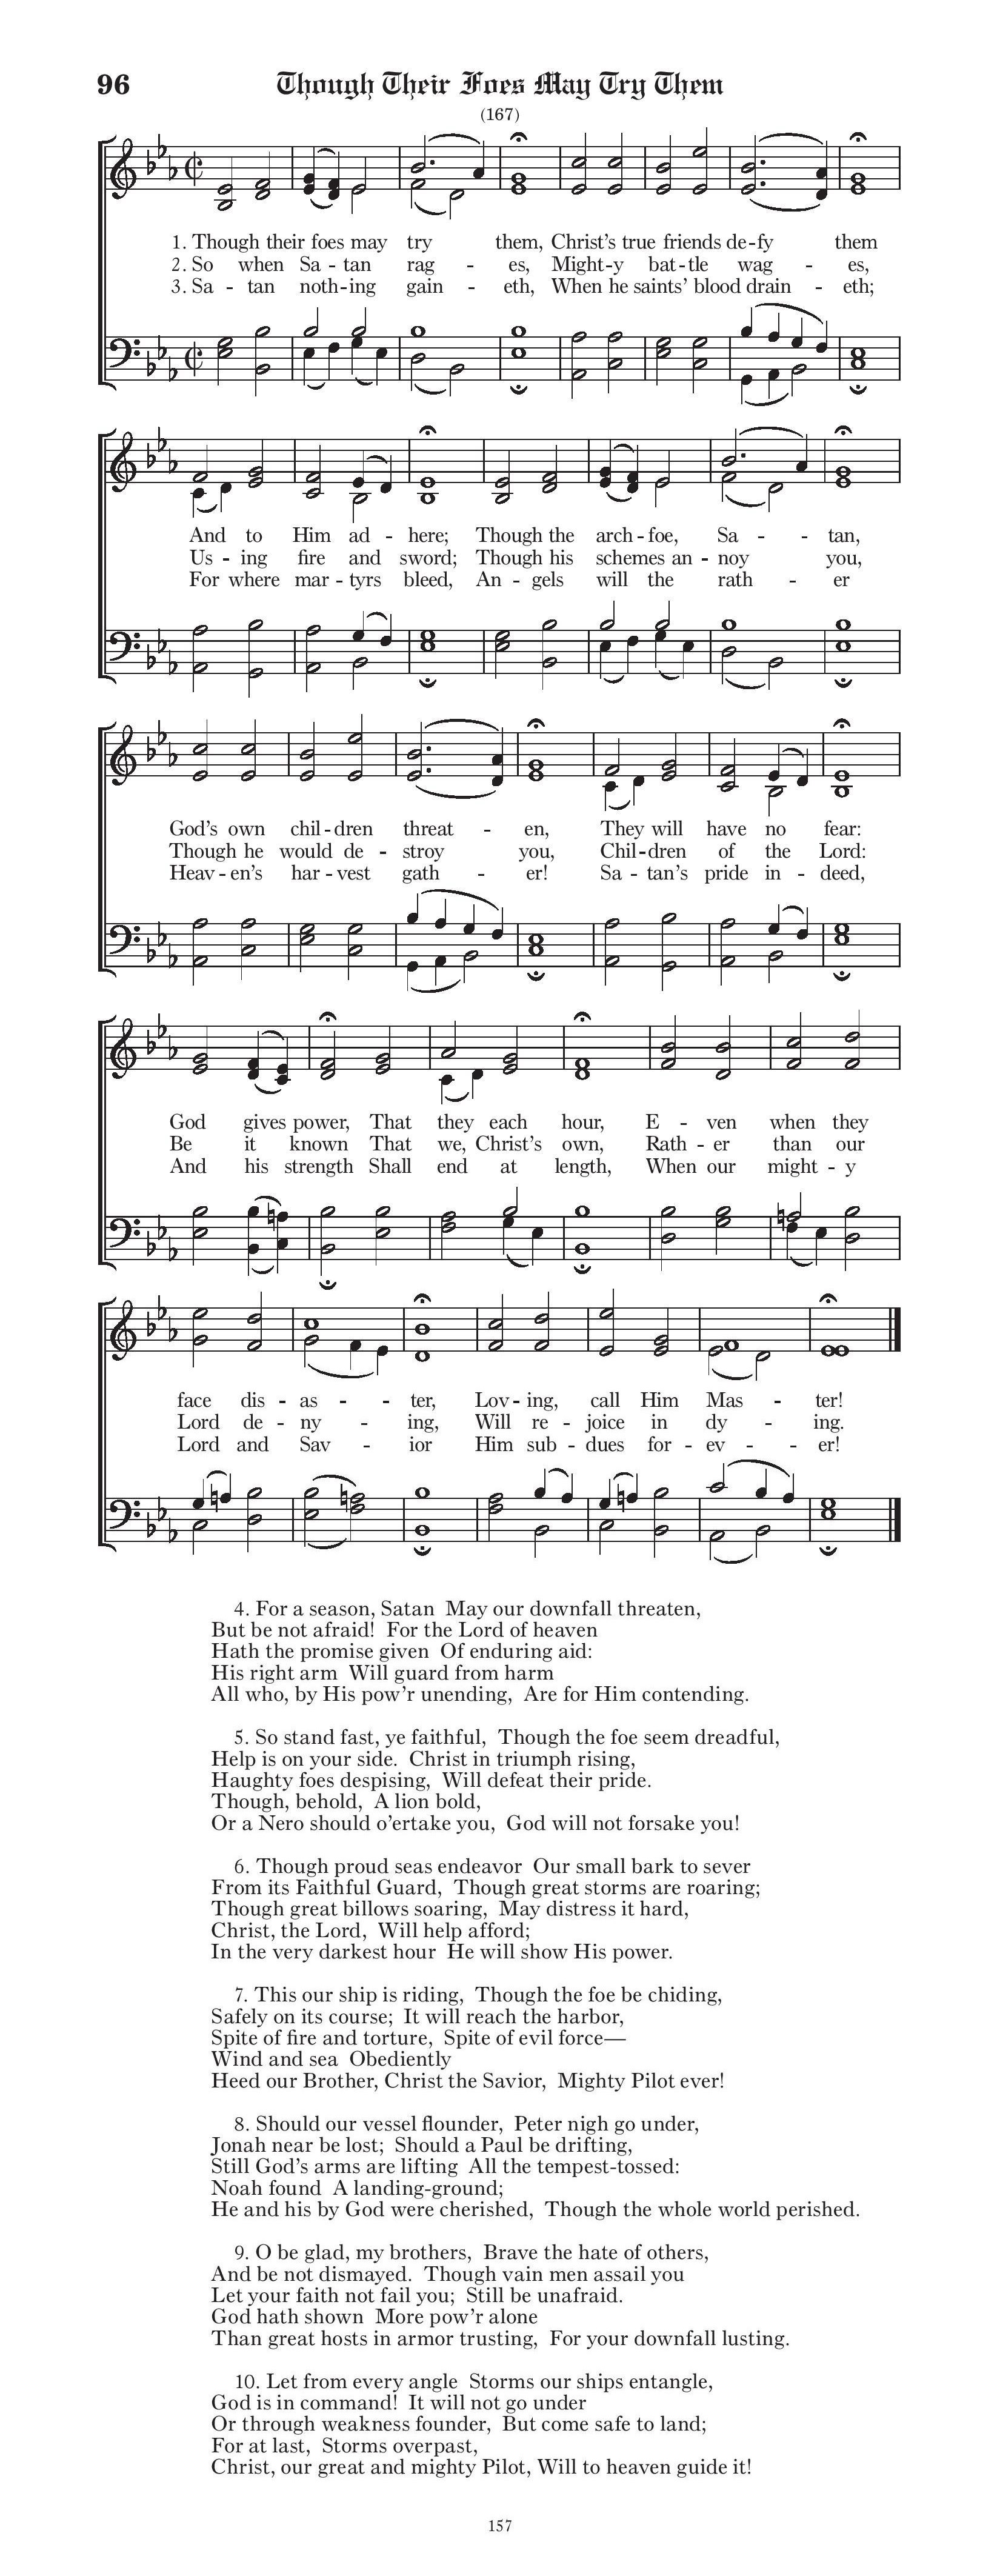 96 Though Their Foes May Try Them
(167)
1. Though their foes may try them, Christ's true friends de-fy them
2. So when Sa - tan rag - es, Might-y bat-tle wag - es,
3. Sa - tan noth-ing gain - eth, When he saints' blood drain - eth;
And to Him ad - here; Though the arch-foe, Sa - - tan,
Us - ing fire and sword; Though his schemes an - noy you,
For where mar - tyrs bleed, An - gels will the rath - er
God's own chil-dren threat - en, They will have no fear:
Though he would de - stroy you, Chil-dren of the Lord:
Heav - en's har - vest gath - er! Sa - tan's pride in - deed,
God gives power, That they each hour, E - ven when they
Be it known That we, Christ's own, Rath - er than our
And his strength Shall end at length, When our might - y
face dis - as - - ter, Lov - ing, call Him Mas - ter!
Lord de - ny - ing, Will re - joice in dy - ing.
Lord and Sav - ior Him sub - dues for - ev - - er!
4. For a season, Satan May our downfall threaten,
But be not afraid! For the Lord of heaven
Hath the promise given Of enduring aid:
His right arm Will guard from harm
All who, by His pow'r unending, Are for Him contending.
5. So stand fast, ye faithful, Though the foe seem dreadful,
Help is on your side. Christ in triumph rising,
Haughty foes despising, Will defeat their pride.
Though, behold, A lion bold,
Or a Nero should o'ertake you, God will not forsake you!
6. Though proud seas endeavor Our small bark to sever
From its Faithful Guard, Though great storms are roaring;
Though great billows soaring, May distress it hard,
Christ, the Lord, Will help afford;
In the very darkest hour He will show His power.
7. This our ship is riding, Though the foe be chiding,
Safely on its course; It will reach the harbor,
Spite of fire and torture, Spite of evil force—
Wind and sea Obediently
Heed our Brother, Christ the Savior, Mighty Pilot ever!
8. Should our vessel flounder, Peter nigh go under,
Jonah near be lost; Should a Paul be drifting,
Still God's arms are lifting All the tempest-tossed:
Noah found A landing-ground;
He and his by God were cherished, Though the whole world perished.
9. O be glad, my brothers, Brave the hate of others,
And be not dismayed. Though vain men assail you
Let your faith not fail you; Still be unafraid.
God hath shown More pow'r alone
Than great hosts in armor trusting, For your downfall lusting.
10. Let from every angle Storms our ships entangle,
God is in command! It will not go under
Or through weakness founder, But come safe to land;
For at last, Storms overpast,
Christ, our great and mighty Pilot, Will to heaven guide it!
157